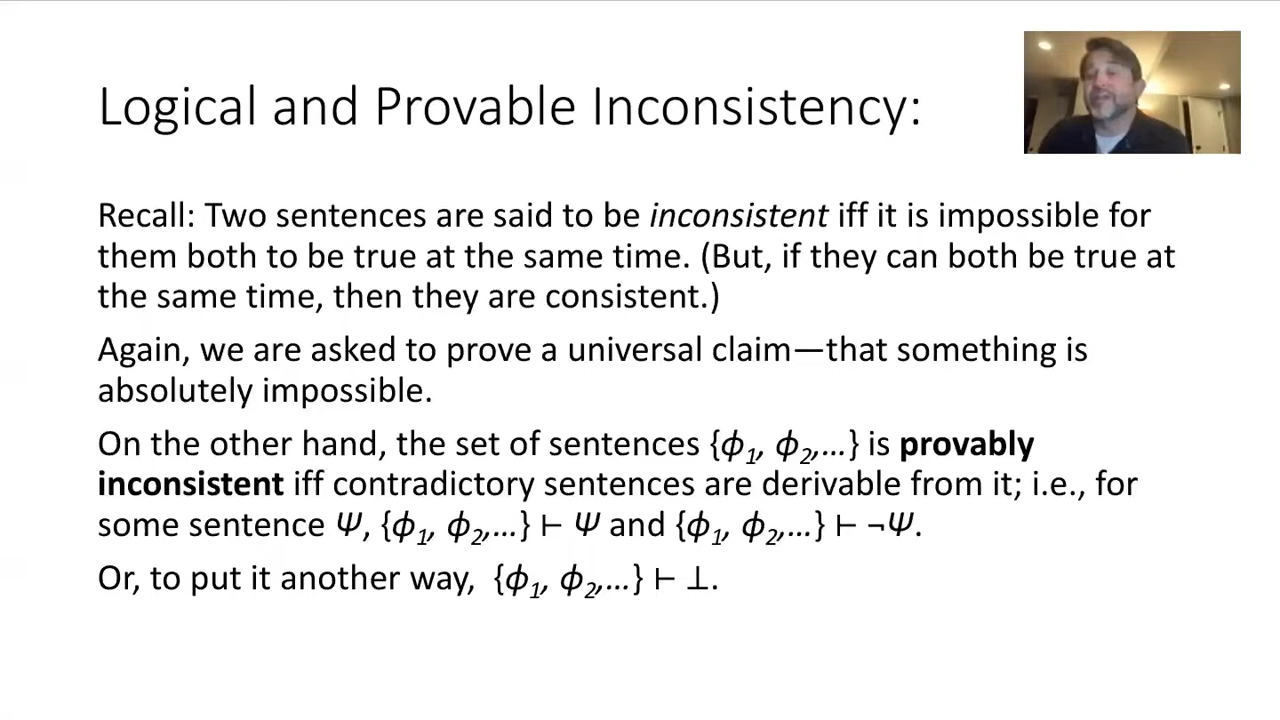 Logical and Provable Inconsistency:
Recall: Two sentences are said to be inconsistent iff it is impossible for
them both to be true at the same time. (But, if they can both be true at
the same time, then they are consistent.)
Again, we are asked to prove a universal claim—that something is
absolutely impossible.
On the other hand, the set of sentences {ϕ₁, ϕ₂,…} is provably
inconsistent iff contradictory sentences are derivable from it; i.e., for
some sentence Ψ, {ϕ₁, ϕ₂,…} ⊢ Ψ and {ϕ₁, ϕ₂,…} ⊢ ¬Ψ.
Or, to put it another way, {ϕ₁, ϕ₂,…} ⊢ ⊥.